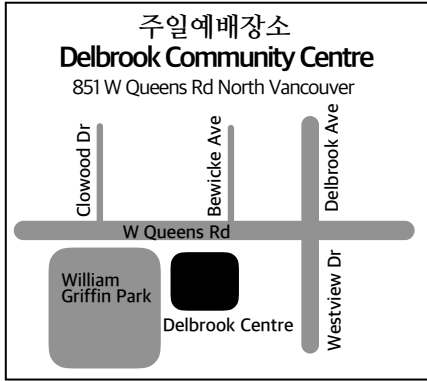 주일예배장소
Delbrook Community Centre
851 W Queens Rd North Vancouver
Clowood Dr
Bewicke Ave
Delbrook Ave
W Queens Rd
William
Griffin Park
Delbrook Centre
Westview Dr